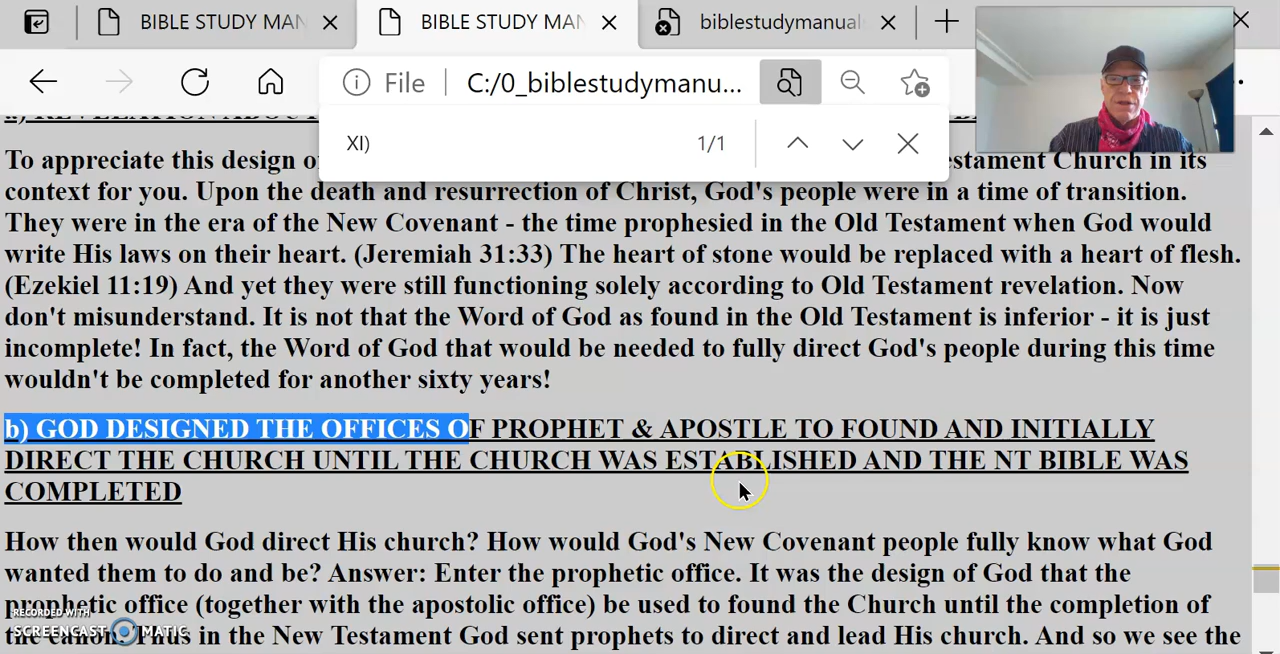 BIBLE STUDY MAN
BIBLE STUDY MAN
biblestudymanual
File C:/0_biblestudymanu...
XI) 1/1
a) REVELATION ABOUT
To appreciate this design o
stament Church in its
context for you. Upon the death and resurrection of Christ, God's people were in a time of transition.
They were in the era of the New Covenant - the time prophesied in the Old Testament when God would
write His laws on their heart. (Jeremiah 31:33) The heart of stone would be replaced with a heart of flesh.
(Ezekiel 11:19) And yet they were still functioning solely according to Old Testament revelation. Now
don't misunderstand. It is not that the Word of God as found in the Old Testament is inferior - it is just
incomplete! In fact, the Word of God that would be needed to fully direct God's people during this time
wouldn't be completed for another sixty years!
b) GOD DESIGNED THE OFFICES OF PROPHET & APOSTLE TO FOUND AND INITIALLY
DIRECT THE CHURCH UNTIL THE CHURCH WAS ESTABLISHED AND THE NT BIBLE WAS
COMPLETED
How then would God direct His church? How would God's New Covenant people fully know what God
wanted them to do and be? Answer: Enter the prophetic office. It was the design of God that the
prophetic office (together with the apostolic office) be used to found the Church until the completion of
the canon. Thus in the New Testament God sent prophets to direct and lead His church. And so we see the
RECORDED WITH
SCREENCAST MATIC